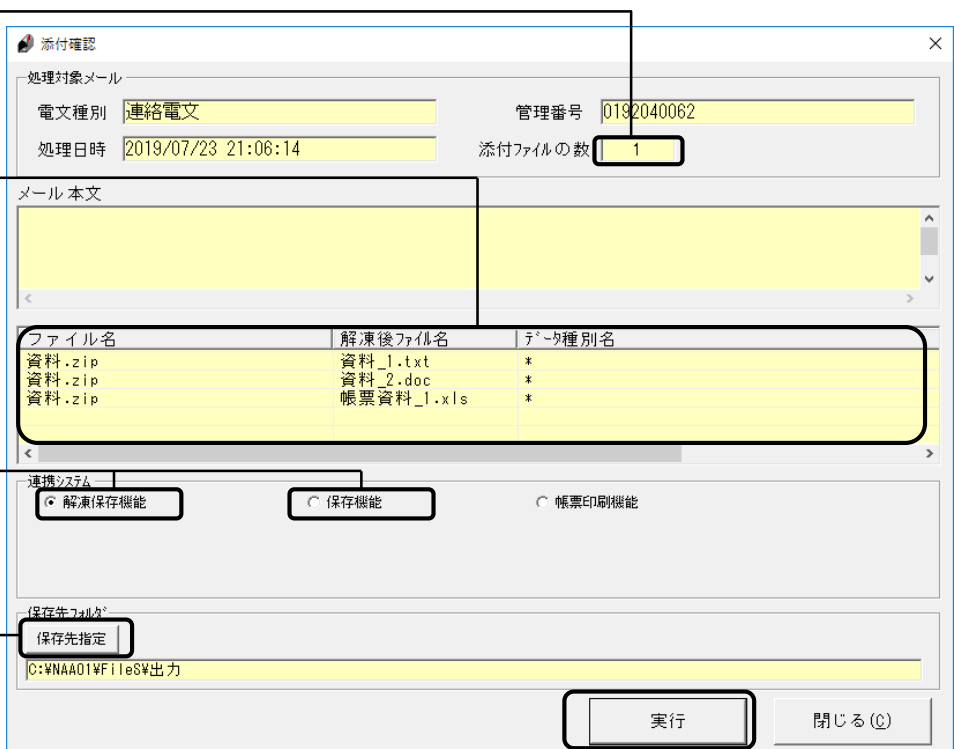 添付確認
処理対象メール
電文種別 連絡電文 管理番号 0192040062
処理日時 2019/07/23 21:06:14 添付ファイルの数 1
メール本文
ファイル名 解凍後ファイル名 データ種別名
資料.zip 資料_1.txt *
資料.zip 資料_2.doc *
資料.zip 帳票資料_1.xls *
連携システム
解凍保存機能 保存機能 帳票印刷機能
保存先フォルダ
保存先指定
C:¥NAA01¥FileS¥出力
実行 閉じる(C)